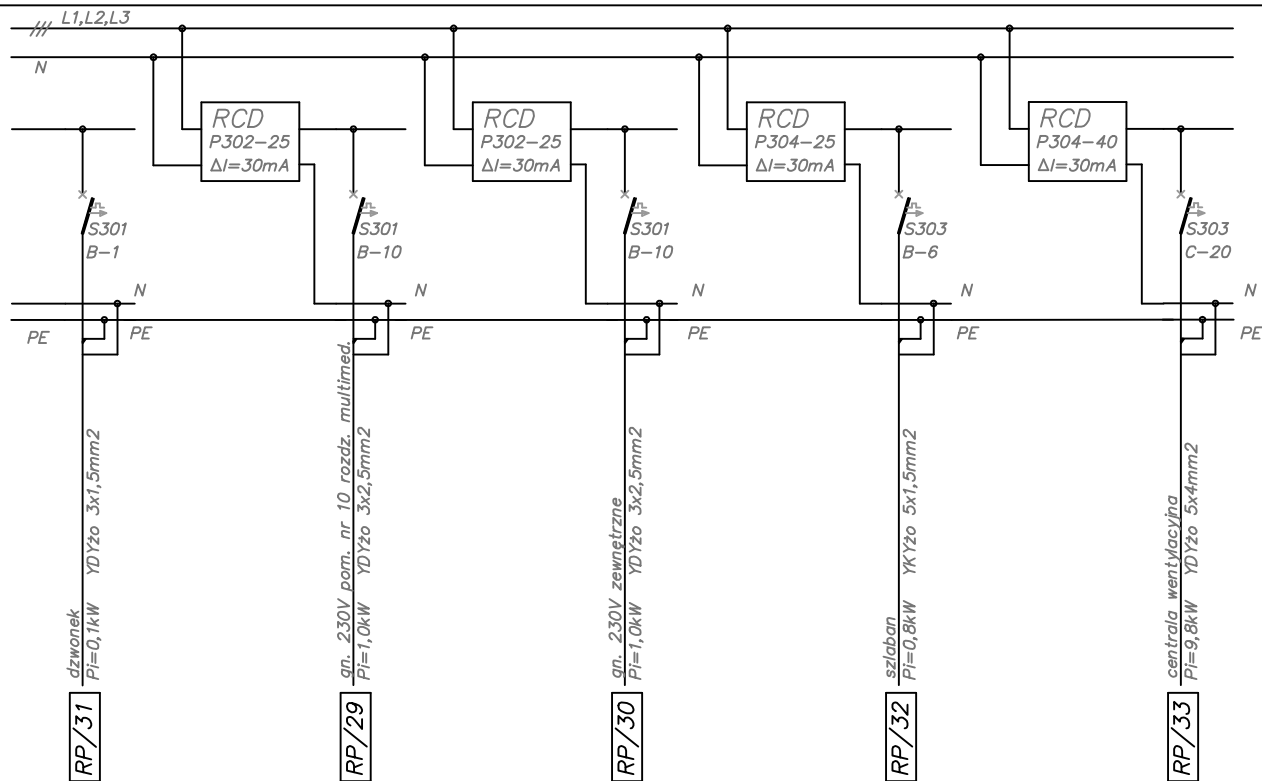 L1,L2,L3
N
RCD
P302-25
ΔI=30mA
RCD
P302-25
ΔI=30mA
RCD
P304-25
ΔI=30mA
RCD
P304-40
ΔI=30mA
S301
B-1
S301
B-10
S301
B-10
S303
B-6
S303
C-20
N
N
N
N
N
PE
PE
PE
PE
PE
PE
dzwonek
Pi=0,1kW YDYżo 3x1,5mm2
gn. 230V pom. nr 10 rozdz. multimed.
Pi=1,0kW YDYżo 3x2,5mm2
gn. 230V zewnętrzne
Pi=1,0kW YDYżo 3x2,5mm2
szlaban
Pi=0,8kW YKYżo 5x1,5mm2
centrala wentylacyjna
Pi=9,8kW YDYżo 5x4mm2
RP/31
RP/29
RP/30
RP/32
RP/33